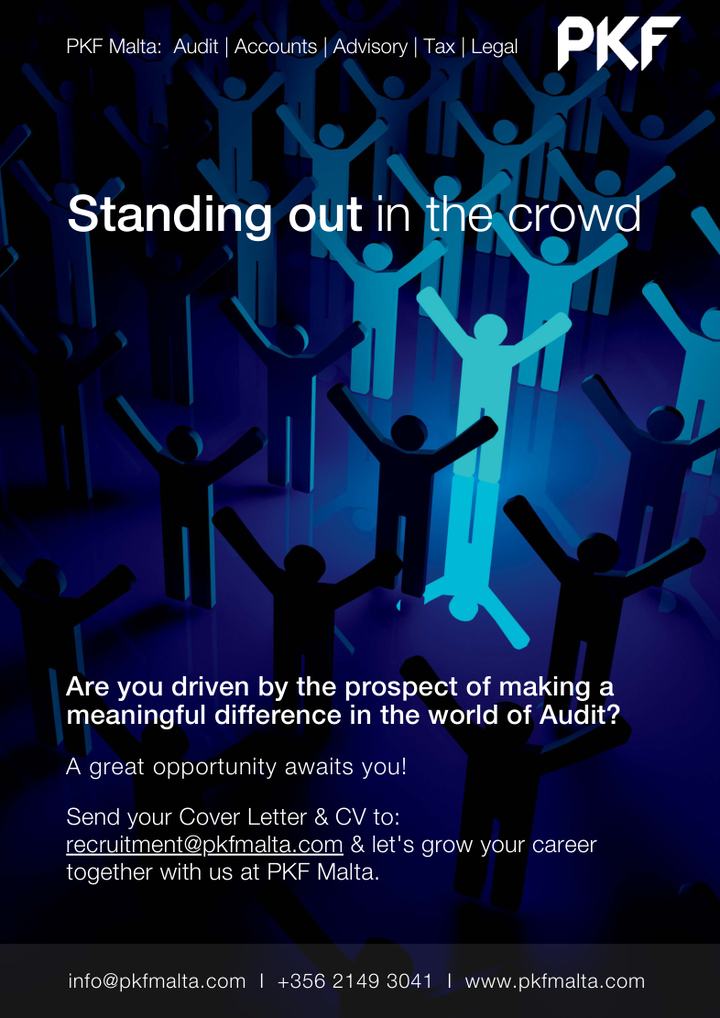 PKF Malta:  Audit | Accounts | Advisory | Tax | Legal
PKF
Standing out in the crowd
Are you driven by the prospect of making a
meaningful difference in the world of Audit?
A great opportunity awaits you!
Send your Cover Letter & CV to:
recruitment@pkfmalta.com & let's grow your career
together with us at PKF Malta.
info@pkfmalta.com  I  +356 2149 3041  I  www.pkfmalta.com